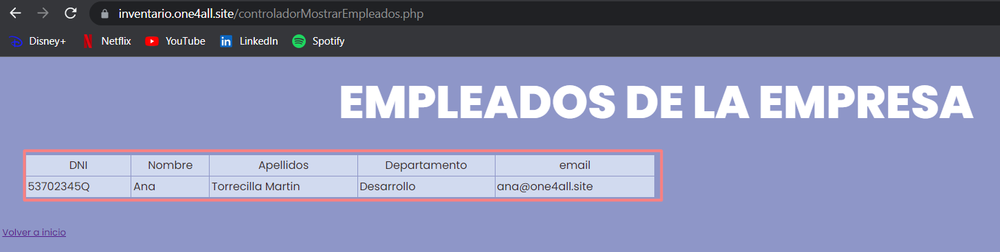 inventario.one4all.site/controladorMostrarEmpleados.php
Disney+ Netflix YouTube LinkedIn Spotify
EMPLEADOS DE LA EMPRESA
DNI Nombre Apellidos Departamento email
53702345Q Ana Torrecilla Martin Desarrollo ana@one4all.site
Volver a inicio